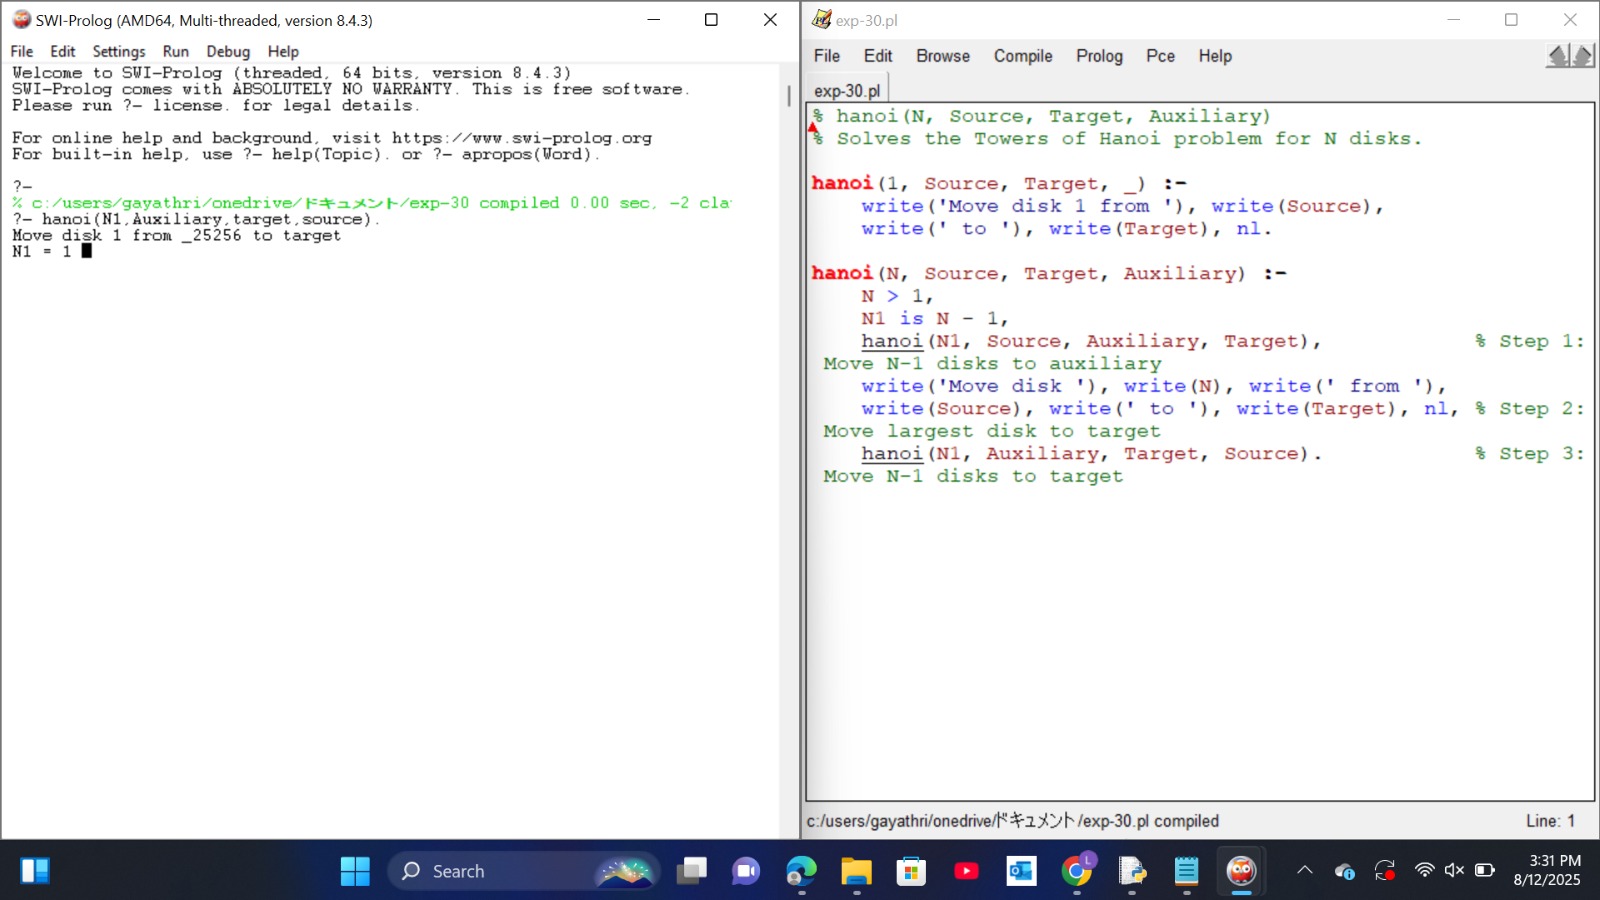 SWI-Prolog (AMD64, Multi-threaded, version 8.4.3)
File Edit Settings Run Debug Help
Welcome to SWI-Prolog (threaded, 64 bits, version 8.4.3)
SWI-Prolog comes with ABSOLUTELY NO WARRANTY. This is free software.
Please run ?- license. for legal details.
For online help and background, visit https://www.swi-prolog.org
For built-in help, use ?- help(Topic). or ?- apropos(Word).
?-
% c:/users/gayathri/onedrive/ドキュメント/exp-30 compiled 0.00 sec, -2 cla
?- hanoi(N1,Auxiliary,target,source).
Move disk 1 from _25256 to target
N1 = 1
exp-30.pl
File Edit Browse Compile Prolog Pce Help
exp-30.pl
% hanoi(N, Source, Target, Auxiliary)
% Solves the Towers of Hanoi problem for N disks.
hanoi(1, Source, Target, _) :-
write('Move disk 1 from '), write(Source),
write(' to '), write(Target), nl.
hanoi(N, Source, Target, Auxiliary) :-
N > 1,
N1 is N - 1,
hanoi(N1, Source, Auxiliary, Target), % Step 1:
Move N-1 disks to auxiliary
write('Move disk '), write(N), write(' from '),
write(Source), write(' to '), write(Target), nl, % Step 2:
Move largest disk to target
hanoi(N1, Auxiliary, Target, Source). % Step 3:
Move N-1 disks to target
c:/users/gayathri/onedrive/ドキュメント/exp-30.pl compiled Line: 1
Search
L
3:31 PM
8/12/2025